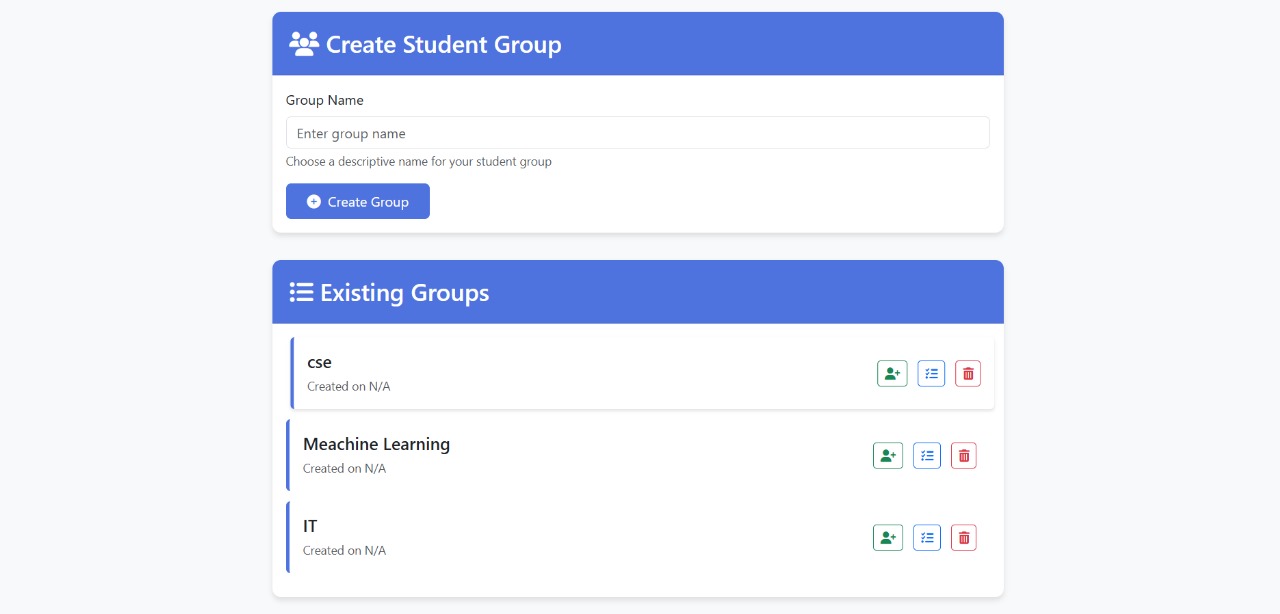 Create Student Group
Group Name
Enter group name
Choose a descriptive name for your student group
Create Group
Existing Groups
cse
Created on N/A
Meachine Learning
Created on N/A
IT
Created on N/A